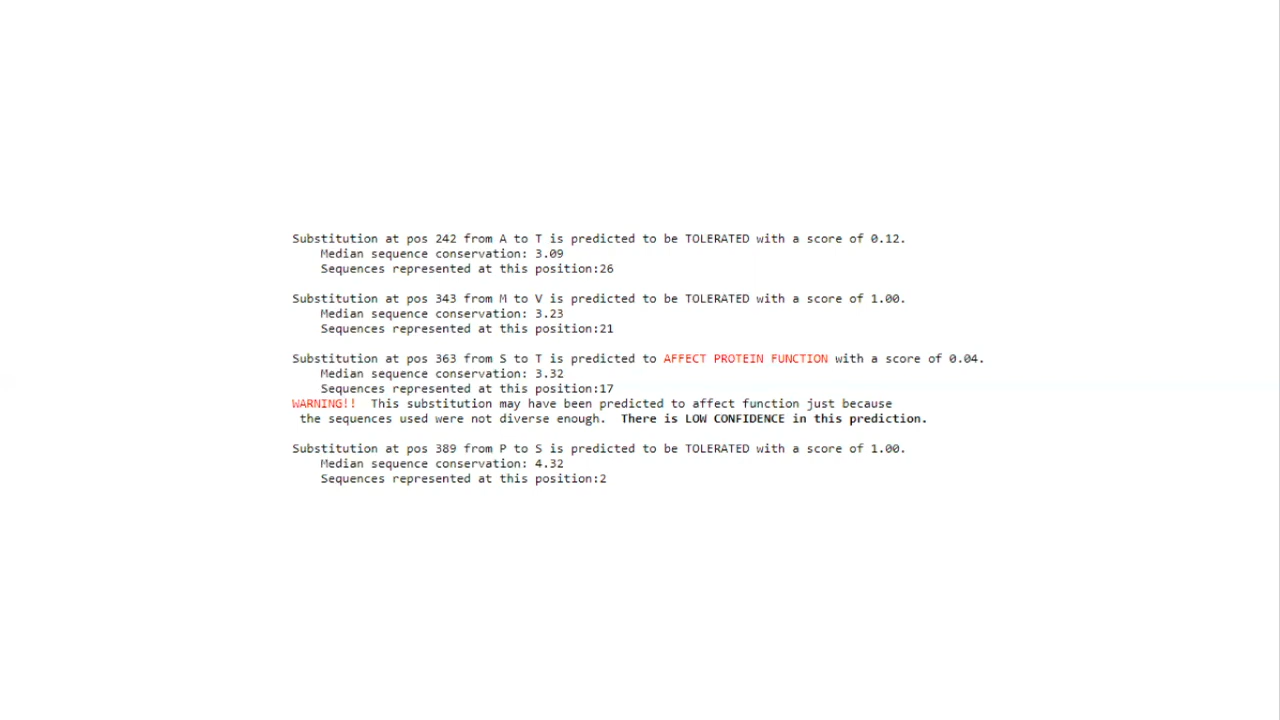 Substitution at pos 242 from A to T is predicted to be TOLERATED with a score of 0.12.
Median sequence conservation: 3.09
Sequences represented at this position:26
Substitution at pos 343 from M to V is predicted to be TOLERATED with a score of 1.00.
Median sequence conservation: 3.23
Sequences represented at this position:21
Substitution at pos 363 from S to T is predicted to AFFECT PROTEIN FUNCTION with a score of 0.04.
Median sequence conservation: 3.32
Sequences represented at this position:17
WARNING!! This substitution may have been predicted to affect function just because
the sequences used were not diverse enough. There is LOW CONFIDENCE in this prediction.
Substitution at pos 389 from P to S is predicted to be TOLERATED with a score of 1.00.
Median sequence conservation: 4.32
Sequences represented at this position:2